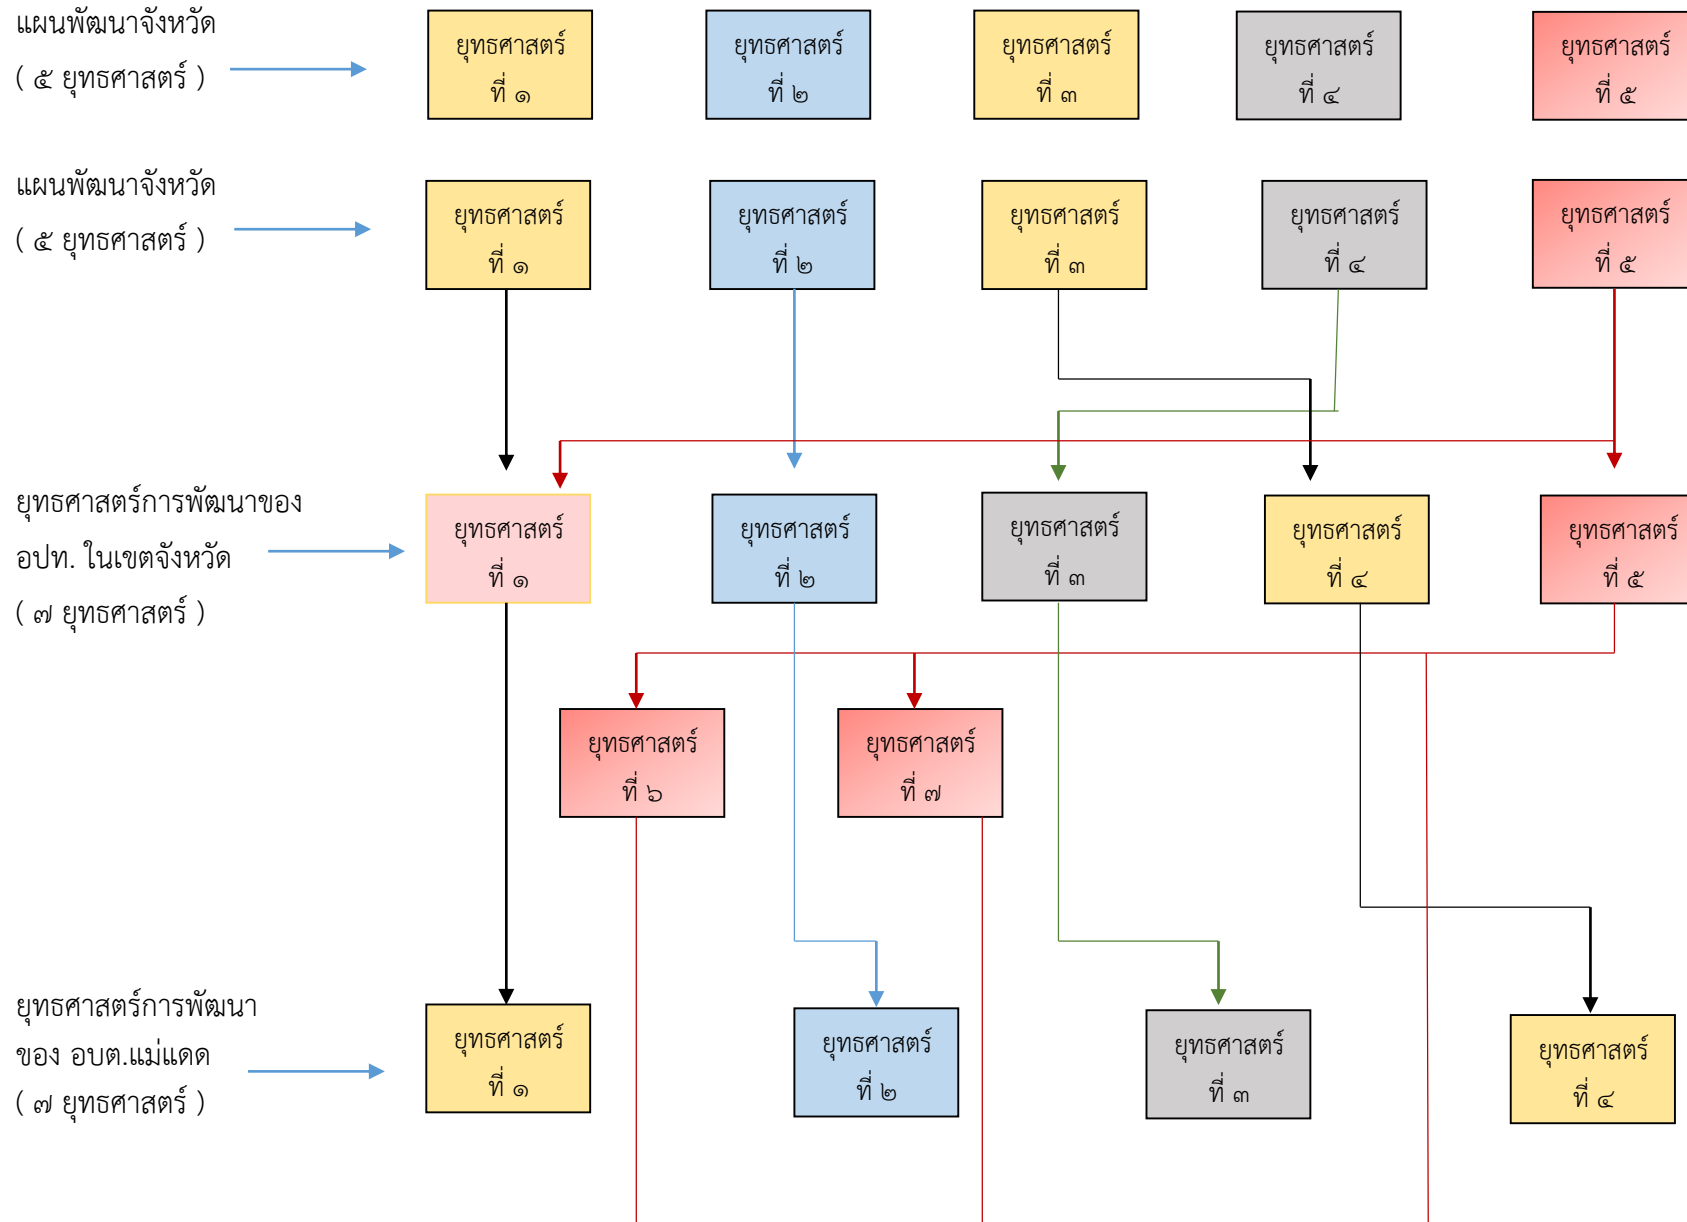 แผนพัฒนาจังหวัด
( ๕ ยุทธศาสตร์ )
ยุทธศาสตร์
ที่ ๑
ยุทธศาสตร์
ที่ ๒
ยุทธศาสตร์
ที่ ๓
ยุทธศาสตร์
ที่ ๔
ยุทธศาสตร์
ที่ ๕
แผนพัฒนาจังหวัด
( ๕ ยุทธศาสตร์ )
ยุทธศาสตร์
ที่ ๑
ยุทธศาสตร์
ที่ ๒
ยุทธศาสตร์
ที่ ๓
ยุทธศาสตร์
ที่ ๔
ยุทธศาสตร์
ที่ ๕
ยุทธศาสตร์การพัฒนาของ
อปท. ในเขตจังหวัด
( ๗ ยุทธศาสตร์ )
ยุทธศาสตร์
ที่ ๑
ยุทธศาสตร์
ที่ ๒
ยุทธศาสตร์
ที่ ๓
ยุทธศาสตร์
ที่ ๔
ยุทธศาสตร์
ที่ ๕
ยุทธศาสตร์
ที่ ๖
ยุทธศาสตร์
ที่ ๗
ยุทธศาสตร์การพัฒนา
ของ อบต.แม่แดด
( ๗ ยุทธศาสตร์ )
ยุทธศาสตร์
ที่ ๑
ยุทธศาสตร์
ที่ ๒
ยุทธศาสตร์
ที่ ๓
ยุทธศาสตร์
ที่ ๔